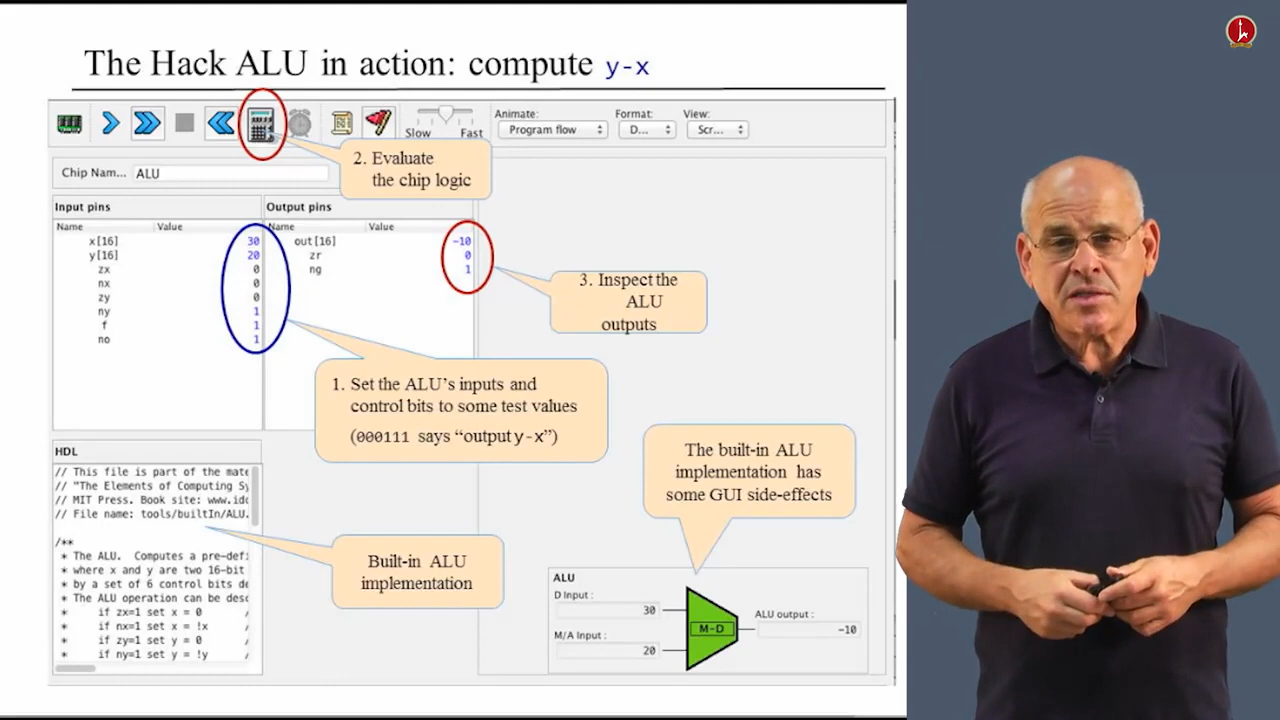 The Hack ALU in action: compute y-x
Slow Fast
Animate:
Program flow
Format:
D...
View:
Scr...
2. Evaluate
the chip logic
Chip Nam... ALU
Input pins
Output pins
Name Value
Name Value
x[16] 30
y[16] 20
zx 0
nx 0
zy 0
ny 1
f 1
no 1
out[16] -10
zr 0
ng 1
3. Inspect the
ALU
outputs
1. Set the ALU's inputs and
control bits to some test values
(000111 says “output y-x”)
HDL
// This file is part of the mate
// "The Elements of Computing Sy
// MIT Press. Book site: www.idc
// File name: tools/builtIn/ALU.
/**
* The ALU. Computes a pre-defi
* where x and y are two 16-bit
* by a set of 6 control bits de
* The ALU operation can be desc
* if zx=1 set x = 0 /
* if nx=1 set x = !x /
* if zy=1 set y = 0 /
* if ny=1 set y = !y /
Built-in ALU
implementation
The built-in ALU
implementation has
some GUI side-effects
ALU
D Input :
30
M/A Input :
20
M-D
ALU output :
-10